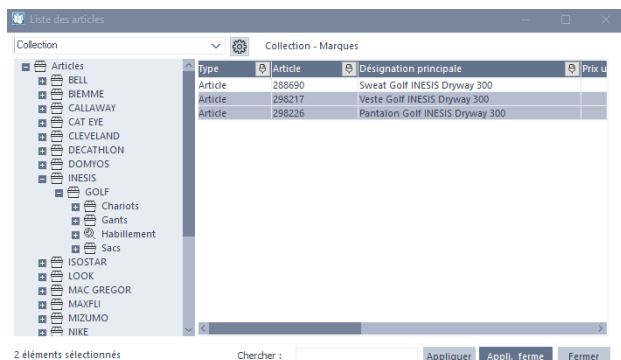 Liste des articles
Collection
Collection - Marques
Articles
BELL
BIEMME
CALLAWAY
CAT EYE
CLEVELAND
DECATHLON
DOMYOS
INESIS
GOLF
Chariots
Gants
Habillement
Sacs
ISOSTAR
LOOK
MAC GREGOR
MAXFLI
MIZUMO
NIKE
Type Article Désignation principale Prix u
Article 288690 Sweat Golf INESIS Dryway 300
Article 298217 Veste Golf INESIS Dryway 300
Article 298226 Pantalon Golf INESIS Dryway 300
2 éléments sélectionnés
Chercher :
Appliquer Appli. ferme Fermer